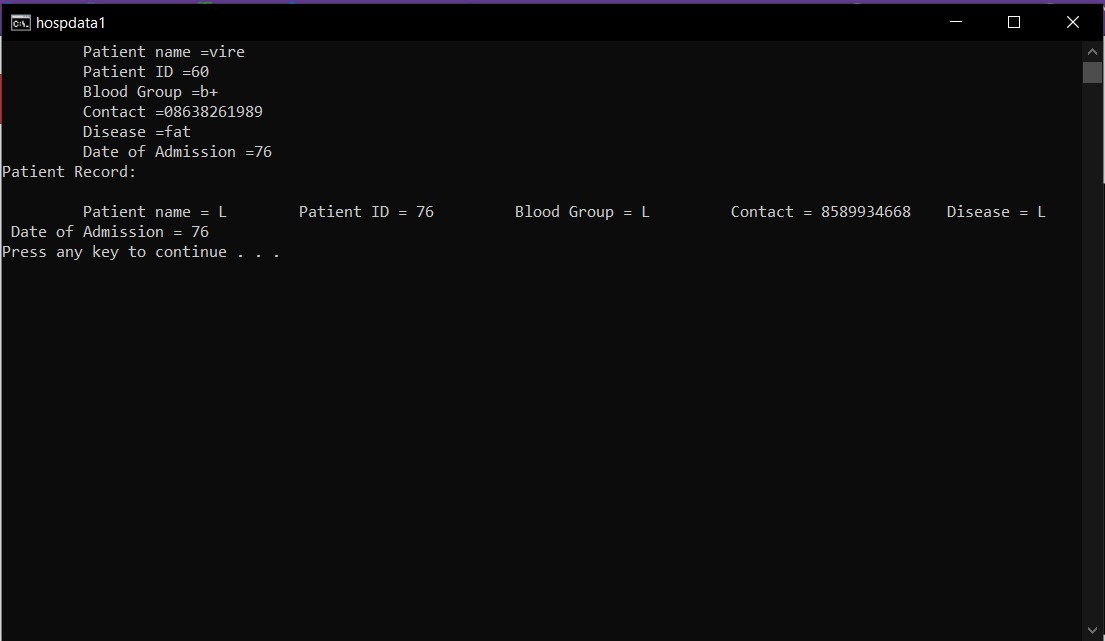 hospdata1
Patient name =vire
Patient ID =60
Blood Group =b+
Contact =08638261989
Disease =fat
Date of Admission =76
Patient Record:
Patient name = L Patient ID = 76 Blood Group = L Contact = 8589934668 Disease = L
Date of Admission = 76
Press any key to continue . . .